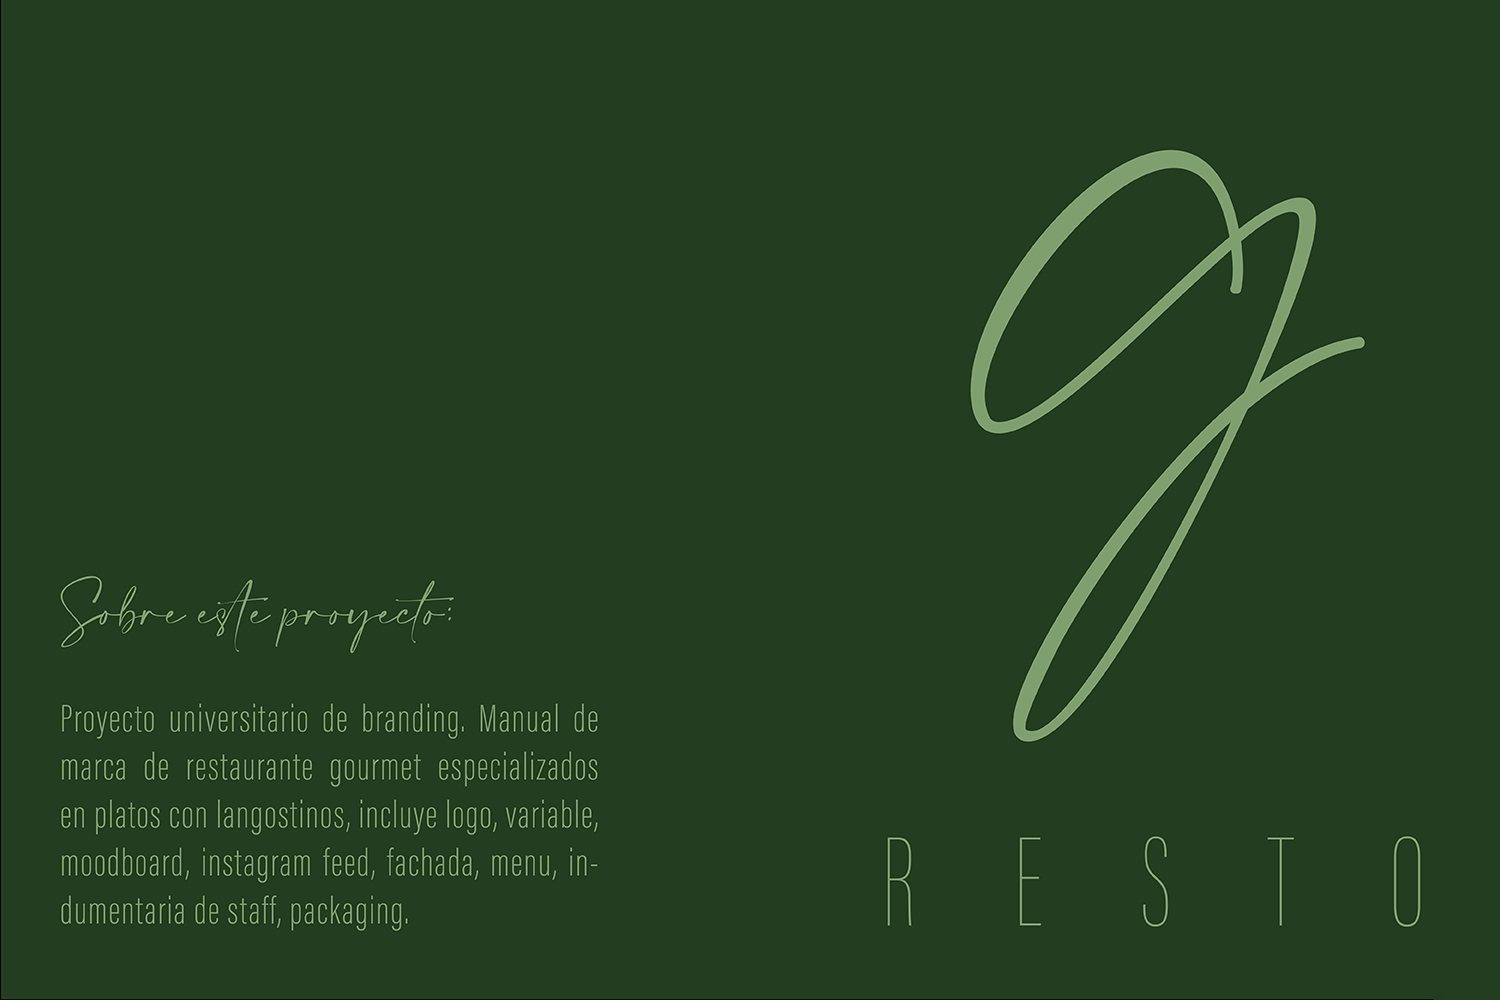 Sobre este proyecto:
Proyecto universitario de branding. Manual de
marca de restaurante gourmet especializados
en platos con langostinos, incluye logo, variable,
moodboard, instagram feed, fachada, menu, in-
dumentaria de staff, packaging.
g
RESTO